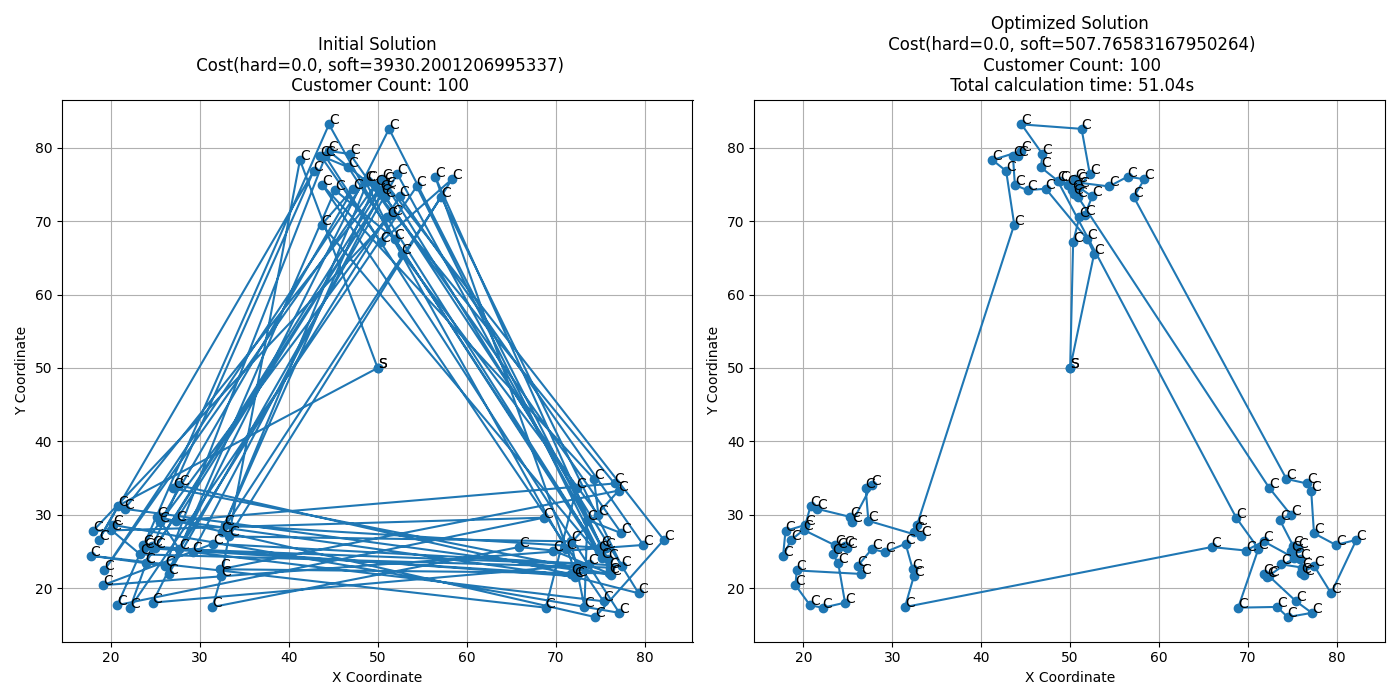 Initial Solution
Cost(hard=0.0, soft=3930.2001206995337)
Customer Count: 100
Y Coordinate
80
70
60
50
40
30
20
C C C C C C C C C C C C C C C C C C C C
S
C C C C C C C C C C C C C C C C C C C C
20 30 40 50 60 70 80
X Coordinate
Optimized Solution
Cost(hard=0.0, soft=507.76583167950264)
Customer Count: 100
Total calculation time: 51.04s
Y Coordinate
80
70
60
50
40
30
20
C C C C C C C C C C C C C C C C C C C C
S
C C C C C C C C C C C C C C C C C C C C
20 30 40 50 60 70 80
X Coordinate